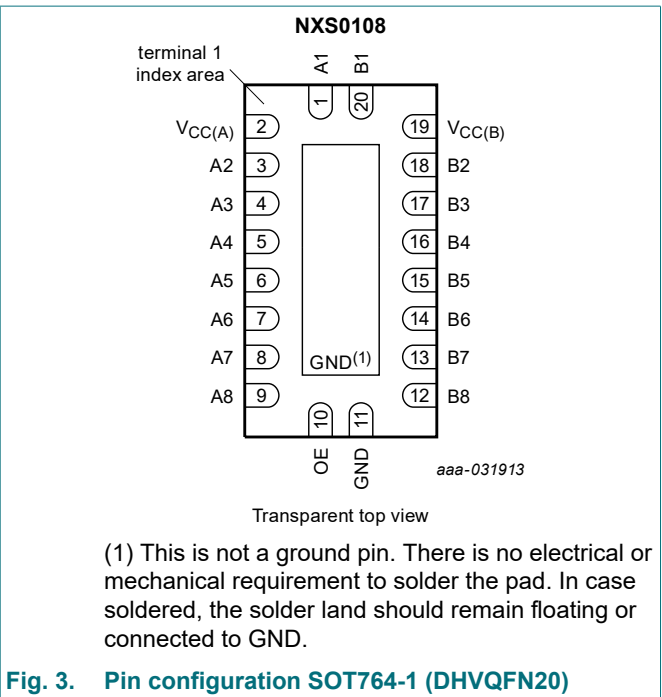 NXS0108
terminal 1
index area
A1 B1
1 20
VCC(A) 2 19 VCC(B)
A2 3 18 B2
A3 4 17 B3
A4 5 16 B4
A5 6 15 B5
A6 7 14 B6
A7 8 GND(1) 13 B7
A8 9 12 B8
10 11
OE GND
aaa-031913
Transparent top view
(1) This is not a ground pin. There is no electrical or
mechanical requirement to solder the pad. In case
soldered, the solder land should remain floating or
connected to GND.
Fig. 3. Pin configuration SOT764-1 (DHVQFN20)